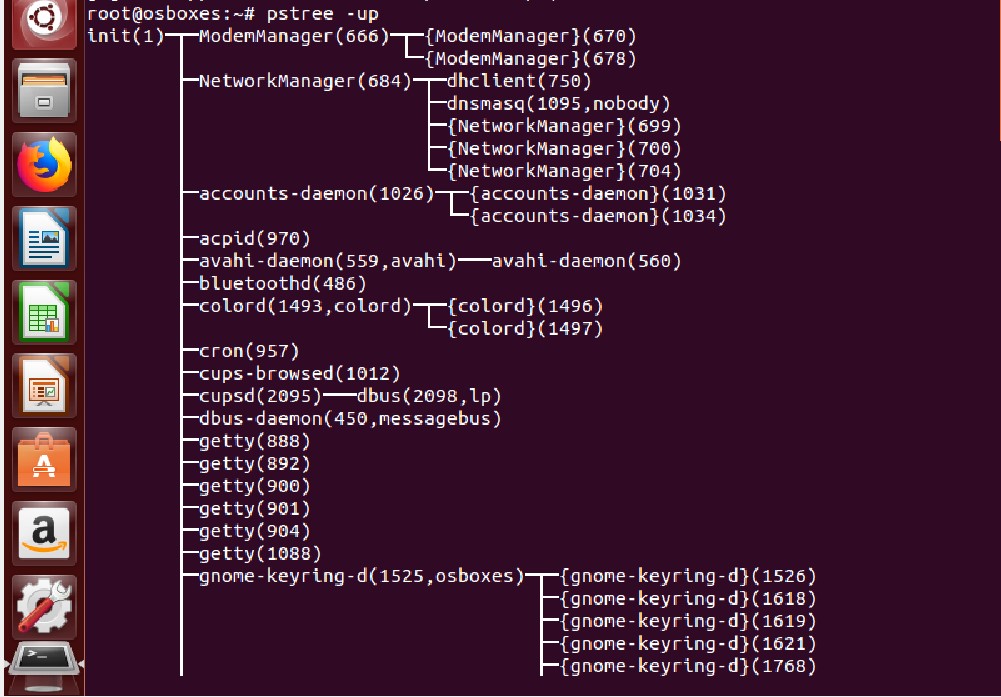 root@osboxes:~# pstree -up
init(1)─┬─ModemManager(666)─┬─{ModemManager}(670)
        │                   └─{ModemManager}(678)
        ├─NetworkManager(684)─┬─dhclient(750)
        │                     ├─dnsmasq(1095,nobody)
        │                     ├─{NetworkManager}(699)
        │                     ├─{NetworkManager}(700)
        │                     └─{NetworkManager}(704)
        ├─accounts-daemon(1026)─┬─{accounts-daemon}(1031)
        │                       └─{accounts-daemon}(1034)
        ├─acpid(970)
        ├─avahi-daemon(559,avahi)───avahi-daemon(560)
        ├─bluetoothd(486)
        ├─colord(1493,colord)─┬─{colord}(1496)
        │                     └─{colord}(1497)
        ├─cron(957)
        ├─cups-browsed(1012)
        ├─cupsd(2095)───dbus(2098,lp)
        ├─dbus-daemon(450,messagebus)
        ├─getty(888)
        ├─getty(892)
        ├─getty(900)
        ├─getty(901)
        ├─getty(904)
        ├─getty(1088)
        ├─gnome-keyring-d(1525,osboxes)─┬─{gnome-keyring-d}(1526)
        │                               ├─{gnome-keyring-d}(1618)
        │                               ├─{gnome-keyring-d}(1619)
        │                               ├─{gnome-keyring-d}(1621)
        │                               ├─{gnome-keyring-d}(1768)